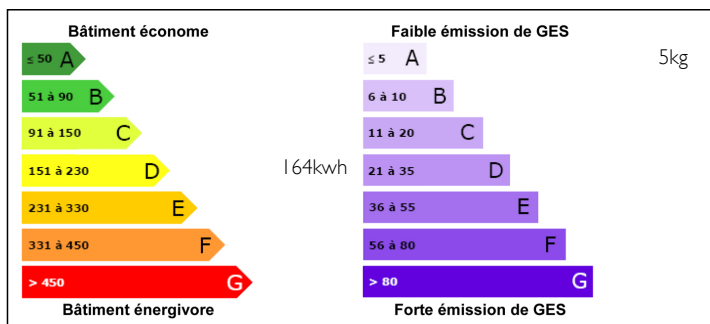 Bâtiment économe
≤ 50 A
51 à 90 B
91 à 150 C
151 à 230 D
164kwh
231 à 330 E
331 à 450 F
> 450 G
Bâtiment énergivore
Faible émission de GES
≤ 5 A
5kg
6 à 10 B
11 à 20 C
21 à 35 D
36 à 55 E
56 à 80 F
> 80 G
Forte émission de GES